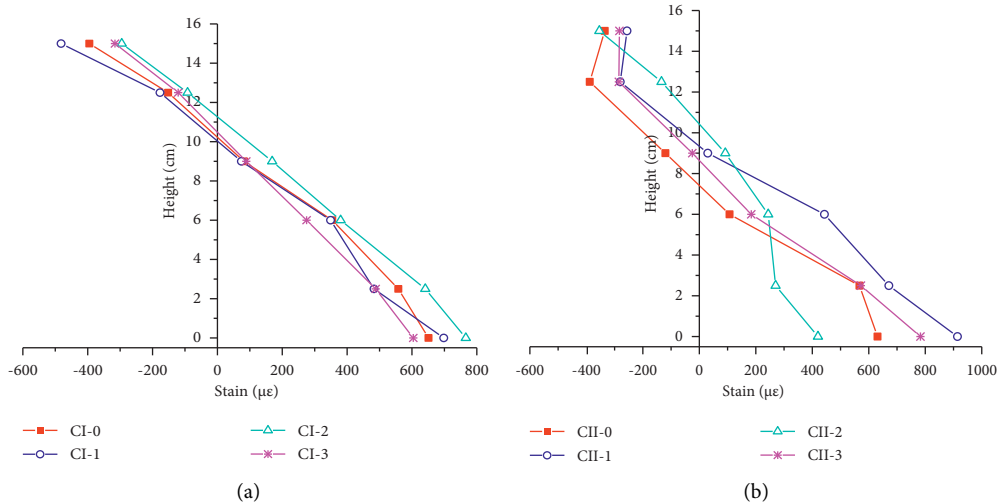 16
14
12
10
8
6
4
2
0
Height (cm)
-600 -400 -200 0 200 400 600 800
Stain (με)
CI-0 CI-2
CI-1 CI-3
(a)
16
14
12
10
8
6
4
2
0
Height (cm)
-600 -400 -200 0 200 400 600 800 1000
Stain (με)
CII-0 CII-2
CII-1 CII-3
(b)